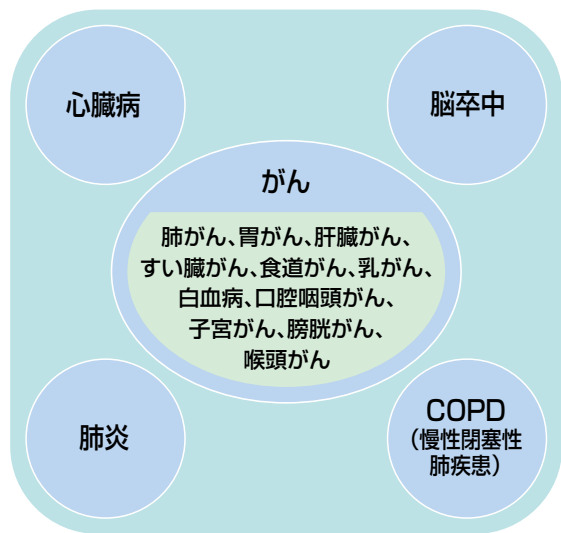 心臓病
脳卒中
がん
肺がん、胃がん、肝臓がん、
すい臓がん、食道がん、乳がん、
白血病、口腔咽頭がん、
子宮がん、膀胱がん、
喉頭がん
肺炎
COPD
（慢性閉塞性
肺疾患）